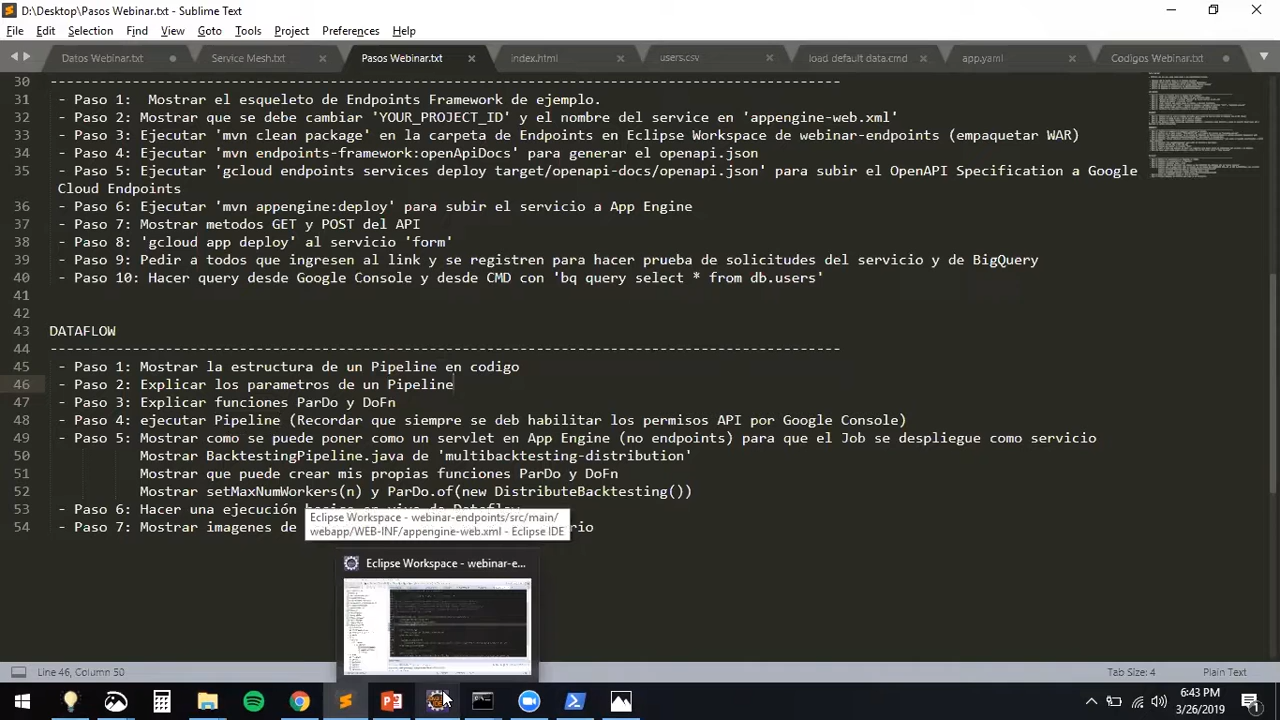 D:\Desktop\Pasos Webinar.txt - Sublime Text
File Edit Selection Find View Goto Tools Project Preferences Help
Datos Webinar.txt Service Mesh.txt Pasos Webinar.txt index.html users.csv load default data.cmd app.yaml Codigos Webinar.txt
30 ------------------------------------------------------------------------------------------------
31 - Paso 1:  Mostrar el esqueto de Endpoints Framework de ejemplo.
32 - Paso 2: Mostrar que se debe cambiar 'YOUR_PROJECT_ID' y el nombre del service en 'appengine-web.xml'
33 - Paso 3: Ejecutar 'mvn clean package' en la carpeta de endpoints en Eclipse Workspace de webinar-endpoints (empaquetar WAR)
34 - Paso 4: Ejecutar 'mvn endpoints-framework:openApiDocs' para generar el openapi.json
35 - Paso 5: Ejecutar 'gcloud endpoints services deploy target/openapi-docs/openapi.json' para subir el OpenAPI Specification a Google
Cloud Endpoints
36 - Paso 6: Ejecutar 'mvn appengine:deploy' para subir el servicio a App Engine
37 - Paso 7: Mostrar metodos GET y POST del API
38 - Paso 8: 'gcloud app deploy' al servicio 'form'
39 - Paso 9: Pedir a todos que ingresen al link y se registren para hacer prueba de solicitudes del servicio y de BigQuery
40 - Paso 10: Hacer query desde Google Console y desde CMD con 'bq query select * from db.users'
41
42
43 DATAFLOW
44 ------------------------------------------------------------------------------------------------
45 - Paso 1: Mostrar la estructura de un Pipeline en codigo
46 - Paso 2: Explicar los parametros de un Pipeline
47 - Paso 3: Explicar funciones ParDo y DoFn
48 - Paso 4: ejecutar Pipeline (Recordar que siempre se deb habilitar los permisos API por Google Console)
49 - Paso 5: Mostrar como se puede poner como un servlet en App Engine (no endpoints) para que el Job se despliegue como servicio
50 Mostrar BacktestingPipeline.java de 'multibacktesting-distribution'
51 Mostrar que puede crear mis propias funciones ParDo y DoFn
52 Mostrar setMaxNumWorkers(n) y ParDo.of(new DistributeBacktesting())
53 - Paso 6: Hacer una ejecución
54 - Paso 7: Mostrar imagenes de
Eclipse Workspace - webinar-endpoints/src/main/
webapp/WEB-INF/appengine-web.xml - Eclipse IDE
Eclipse Workspace - webinar-e...
Line 46, Column 50
Plain Text
3:43 PM
3/26/2019